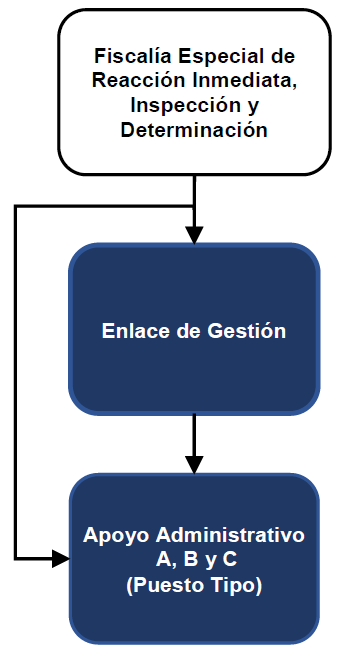 Fiscalía Especial de
Reacción Inmediata,
Inspección y
Determinación
Enlace de Gestión
Apoyo Administrativo
A, B y C
(Puesto Tipo)